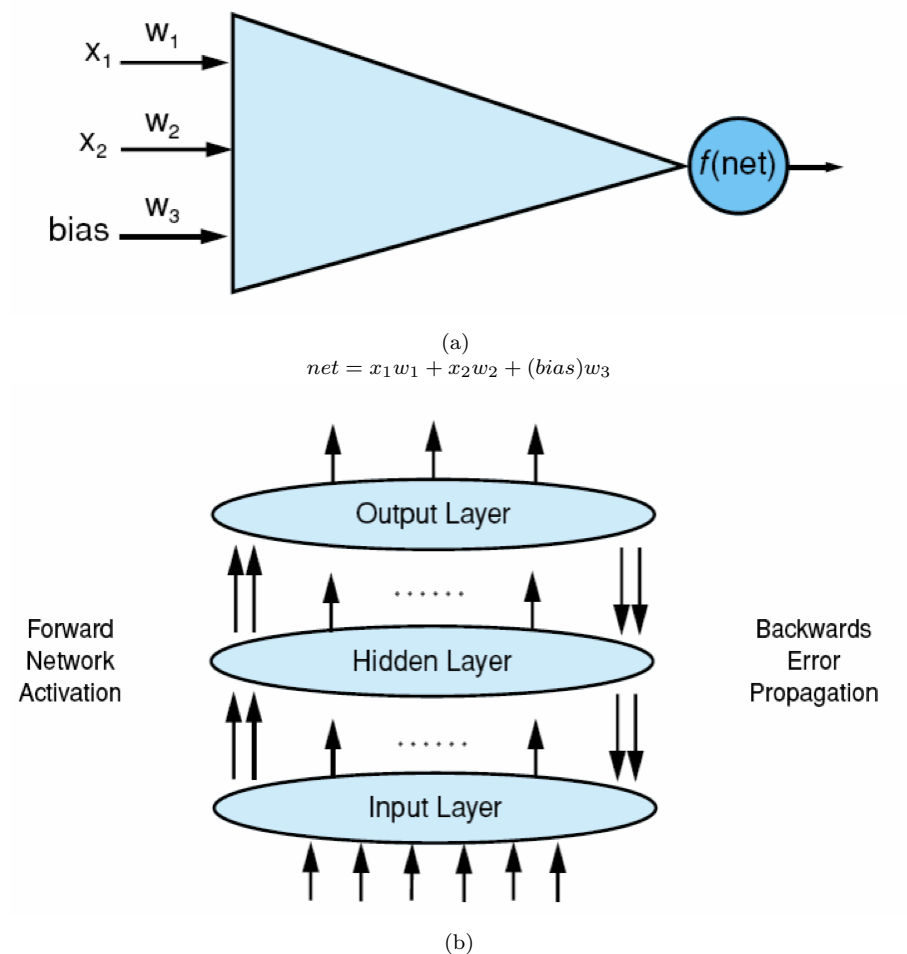 w₁
x₁
w₂
x₂
w₃
bias
f(net)
(a)
net = x₁w₁ + x₂w₂ + (bias)w₃
Output Layer
......
Forward
Network
Activation
Hidden Layer
Backwards
Error
Propagation
......
Input Layer
(b)